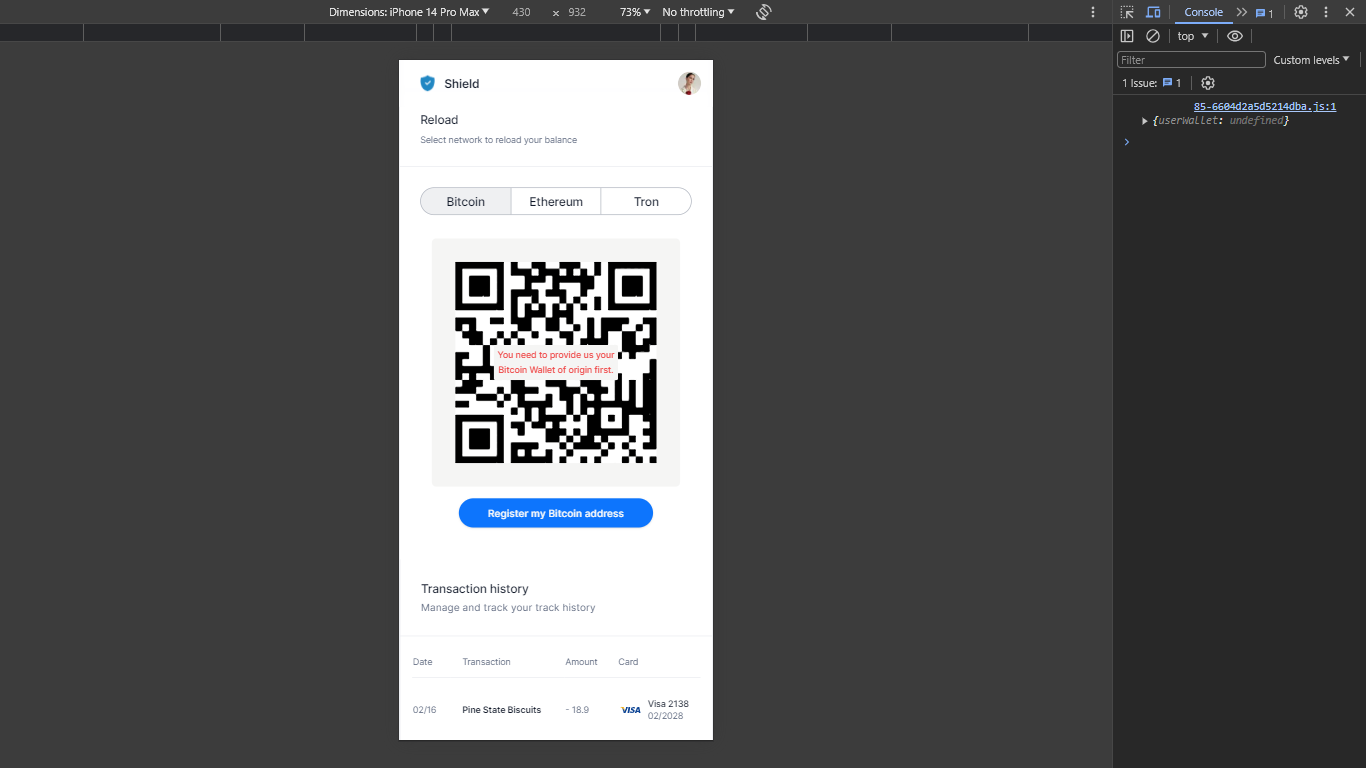 Dimensions: iPhone 14 Pro Max 430 × 932 73% No throttling
Console 1
top
Filter Custom levels
1 Issue: 1
85-6604d2a5d5214dba.js:1
{userWallet: undefined}
Shield
Reload
Select network to reload your balance
Bitcoin Ethereum Tron
You need to provide us your
Bitcoin Wallet of origin first.
Register my Bitcoin address
Transaction history
Manage and track your track history
Date Transaction Amount Card
02/16 Pine State Biscuits - 18.9 VISA Visa 2138
02/2028